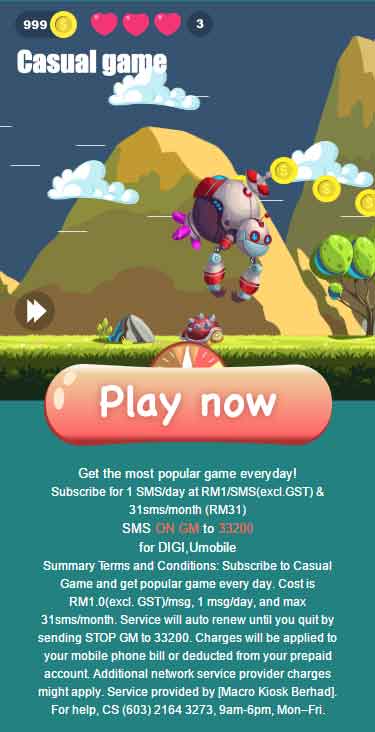 999
3
Casual game
Play now
Get the most popular game everyday!
Subscribe for 1 SMS/day at RM1/SMS(excl.GST) &
31sms/month (RM31)
SMS ON GM to 33200
for DIGI,Umobile
Summary Terms and Conditions: Subscribe to Casual
Game and get popular game every day. Cost is
RM1.0(excl. GST)/msg, 1 msg/day, and max
31sms/month. Service will auto renew until you quit by
sending STOP GM to 33200. Charges will be applied to
your mobile phone bill or deducted from your prepaid
account. Additional network service provider charges
might apply. Service provided by [Macro Kiosk Berhad].
For help, CS (603) 2164 3273, 9am-6pm, Mon–Fri.